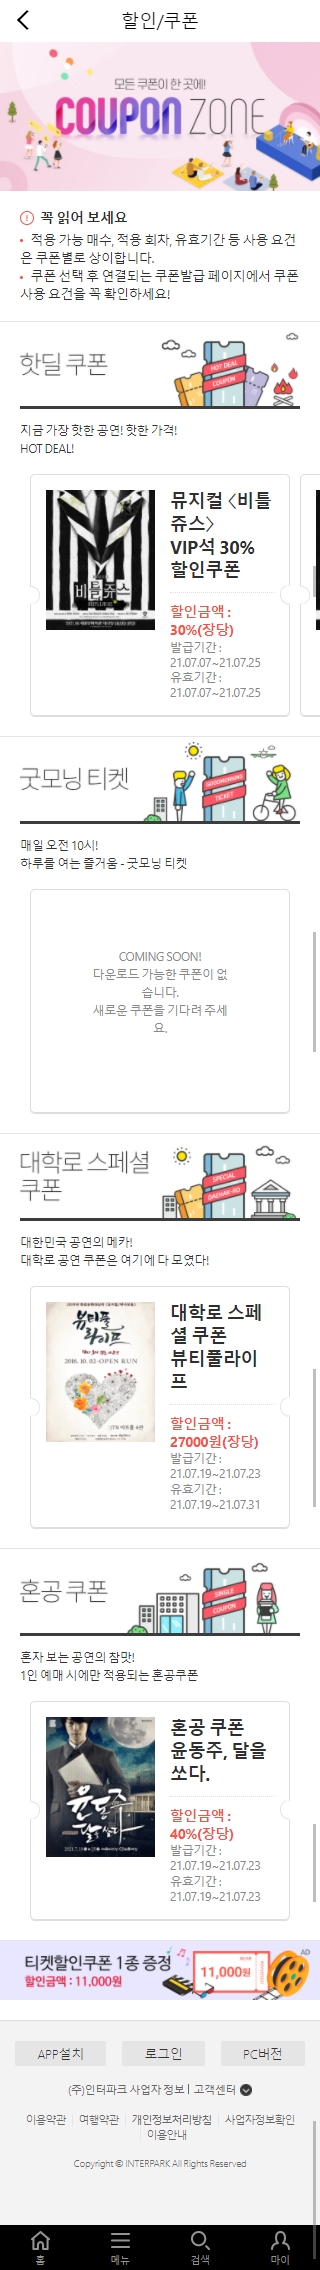 할인/쿠폰
모든 쿠폰이 한 곳에!
COUPON ZONE
꼭 읽어 보세요
적용 가능 매수, 적용 회차, 유효기간 등 사용 요건
은 쿠폰별로 상이합니다.
쿠폰 선택 후 연결되는 쿠폰발급 페이지에서 쿠폰
사용 요건을 꼭 확인하세요!
핫딜 쿠폰
HOT DEAL
COUPON
지금 가장 핫한 공연! 핫한 가격!
HOT DEAL!
비틀쥬스
뮤지컬 〈비틀
쥬스〉
VIP석 30%
할인쿠폰
할인금액 :
30%(장당)
발급기간 :
21.07.07~21.07.25
유효기간 :
21.07.07~21.07.25
굿모닝 티켓
GOODMORNING
TICKET
매일 오전 10시!
하루를 여는 즐거움 - 굿모닝 티켓
COMING SOON!
다운로드 가능한 쿠폰이 없
습니다.
새로운 쿠폰을 기다려 주세
요.
대학로 스페셜
쿠폰
SPECIAL
DAEHAK-RO
대한민국 공연의 메카!
대학로 공연 쿠폰은 여기에 다 모였다!
뷰티풀
라이프
2016. 10. 02-OPEN RUN
대학로 스페
셜 쿠폰
뷰티풀라이
프
할인금액 :
27000원(장당)
발급기간 :
21.07.19~21.07.23
유효기간 :
21.07.19~21.07.31
혼공 쿠폰
SINGLE
COUPON
혼자 보는 공연의 참맛!
1인 예매 시에만 적용되는 혼공쿠폰
윤동주,
달을 쏘다
혼공 쿠폰
윤동주, 달을
쏘다.
할인금액 :
40%(장당)
발급기간 :
21.07.19~21.07.23
유효기간 :
21.07.19~21.07.23
티켓할인쿠폰 1종 증정
할인금액 : 11,000원
11,000원
AD
APP설치
로그인
PC버전
(주)인터파크 사업자 정보 | 고객센터
이용약관 | 여행약관 | 개인정보처리방침 | 사업자정보확인
| 이용안내
Copyright © INTERPARK All Rights Reserved
홈
메뉴
검색
마이